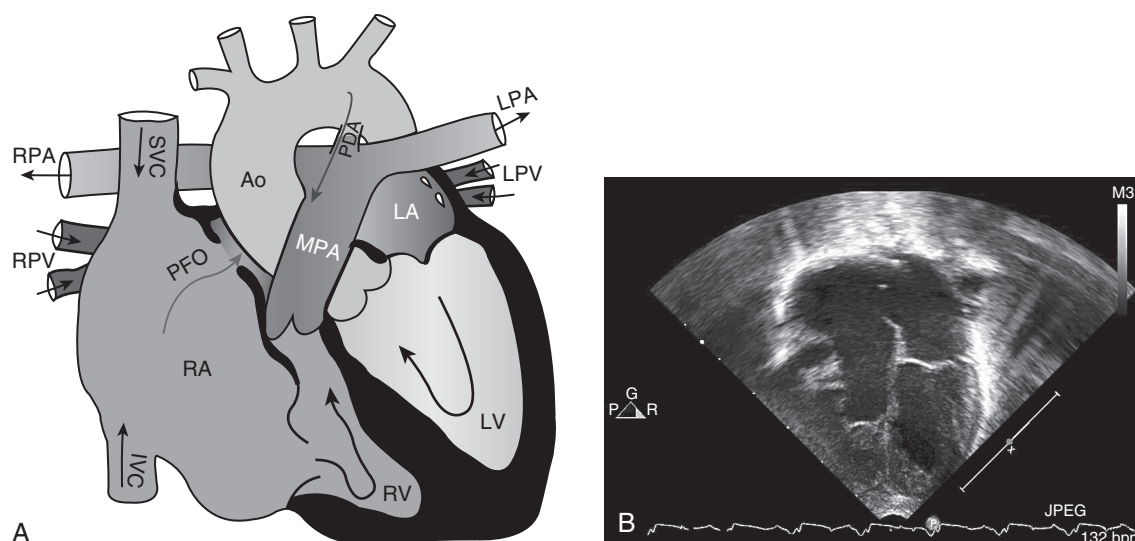 LPA
RPA
SVC
PDA
LPV
Ao
LA
MPA
RPV
PFO
RA
LV
IVC
RV
A
M3
G
P R
x
B
P
JPEG
132 bpm